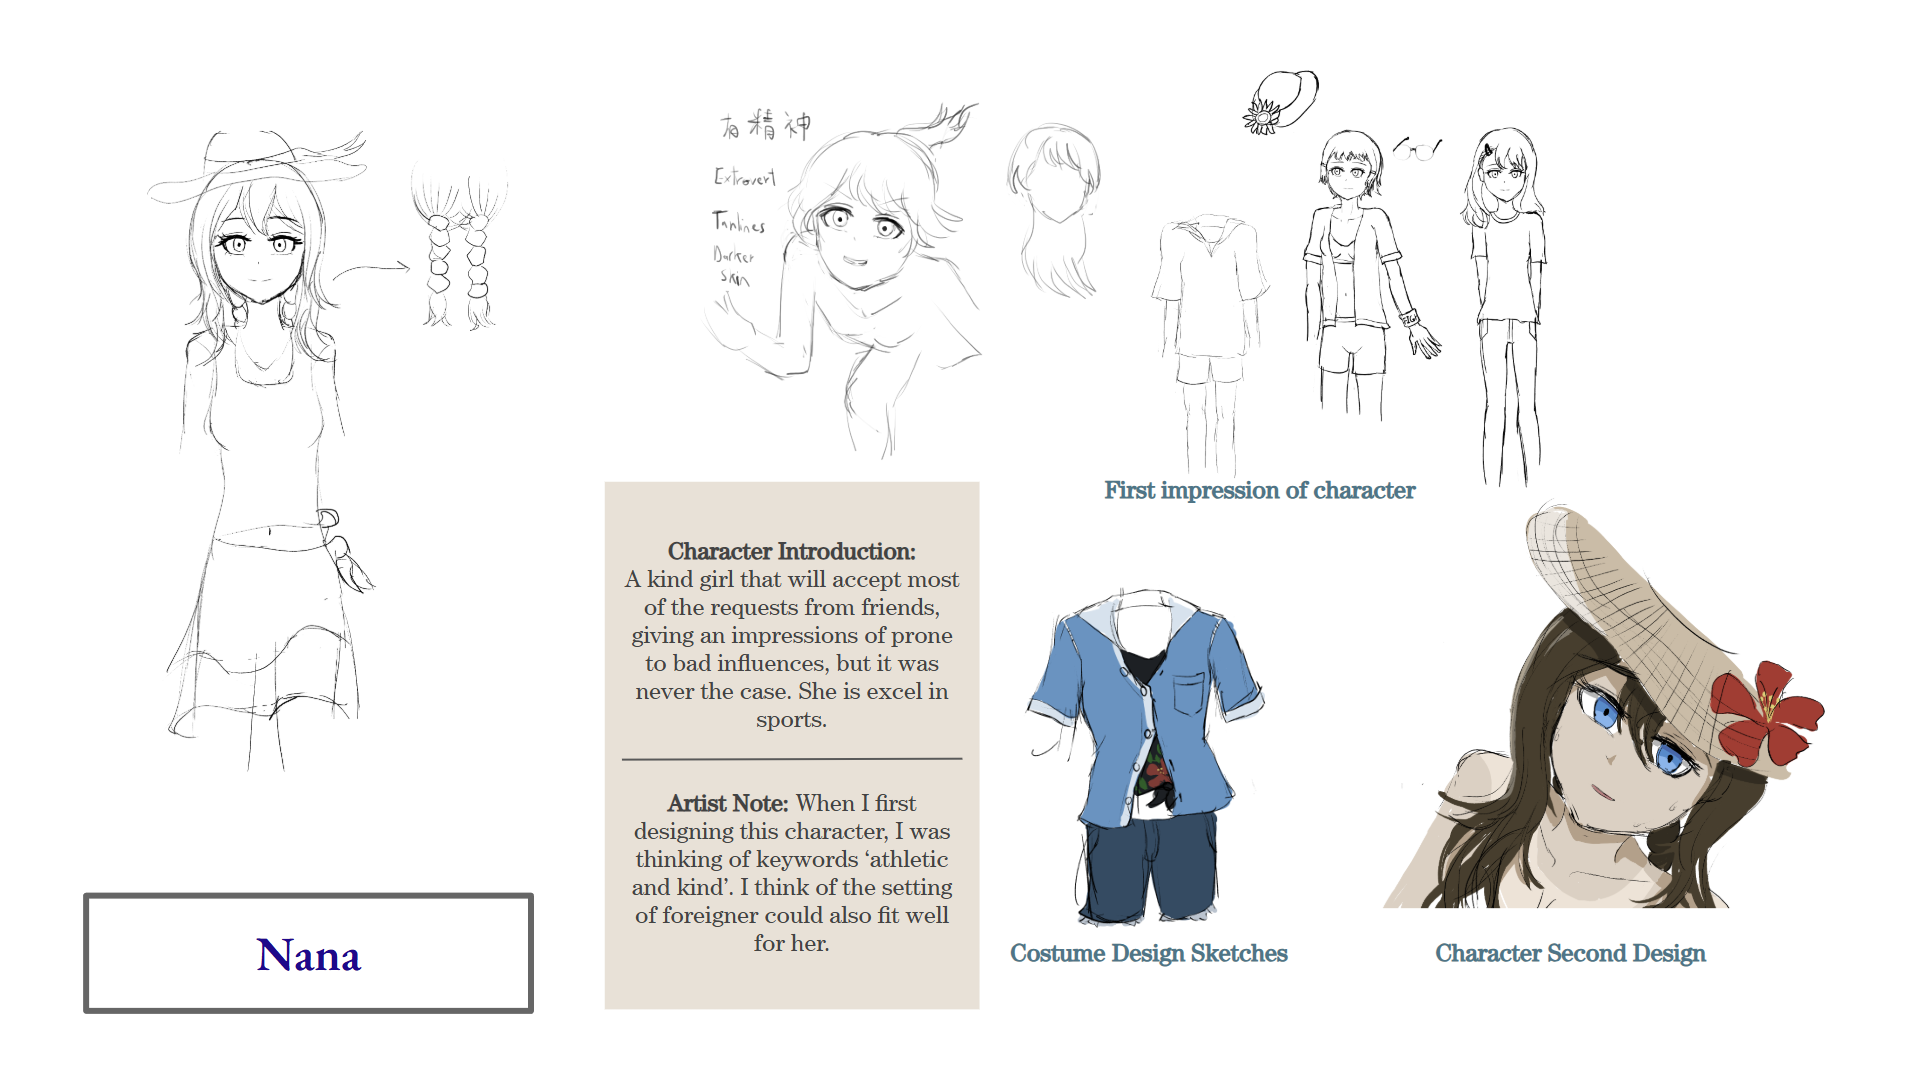 有精神
Extrovert
Tanlines
Darker
skin
First impression of character
Character Introduction:
A kind girl that will accept most
of the requests from friends,
giving an impressions of prone
to bad influences, but it was
never the case. She is excel in
sports.
Artist Note: When I first
designing this character, I was
thinking of keywords ‘athletic
and kind’. I think of the setting
of foreigner could also fit well
for her.
Nana
Costume Design Sketches
Character Second Design